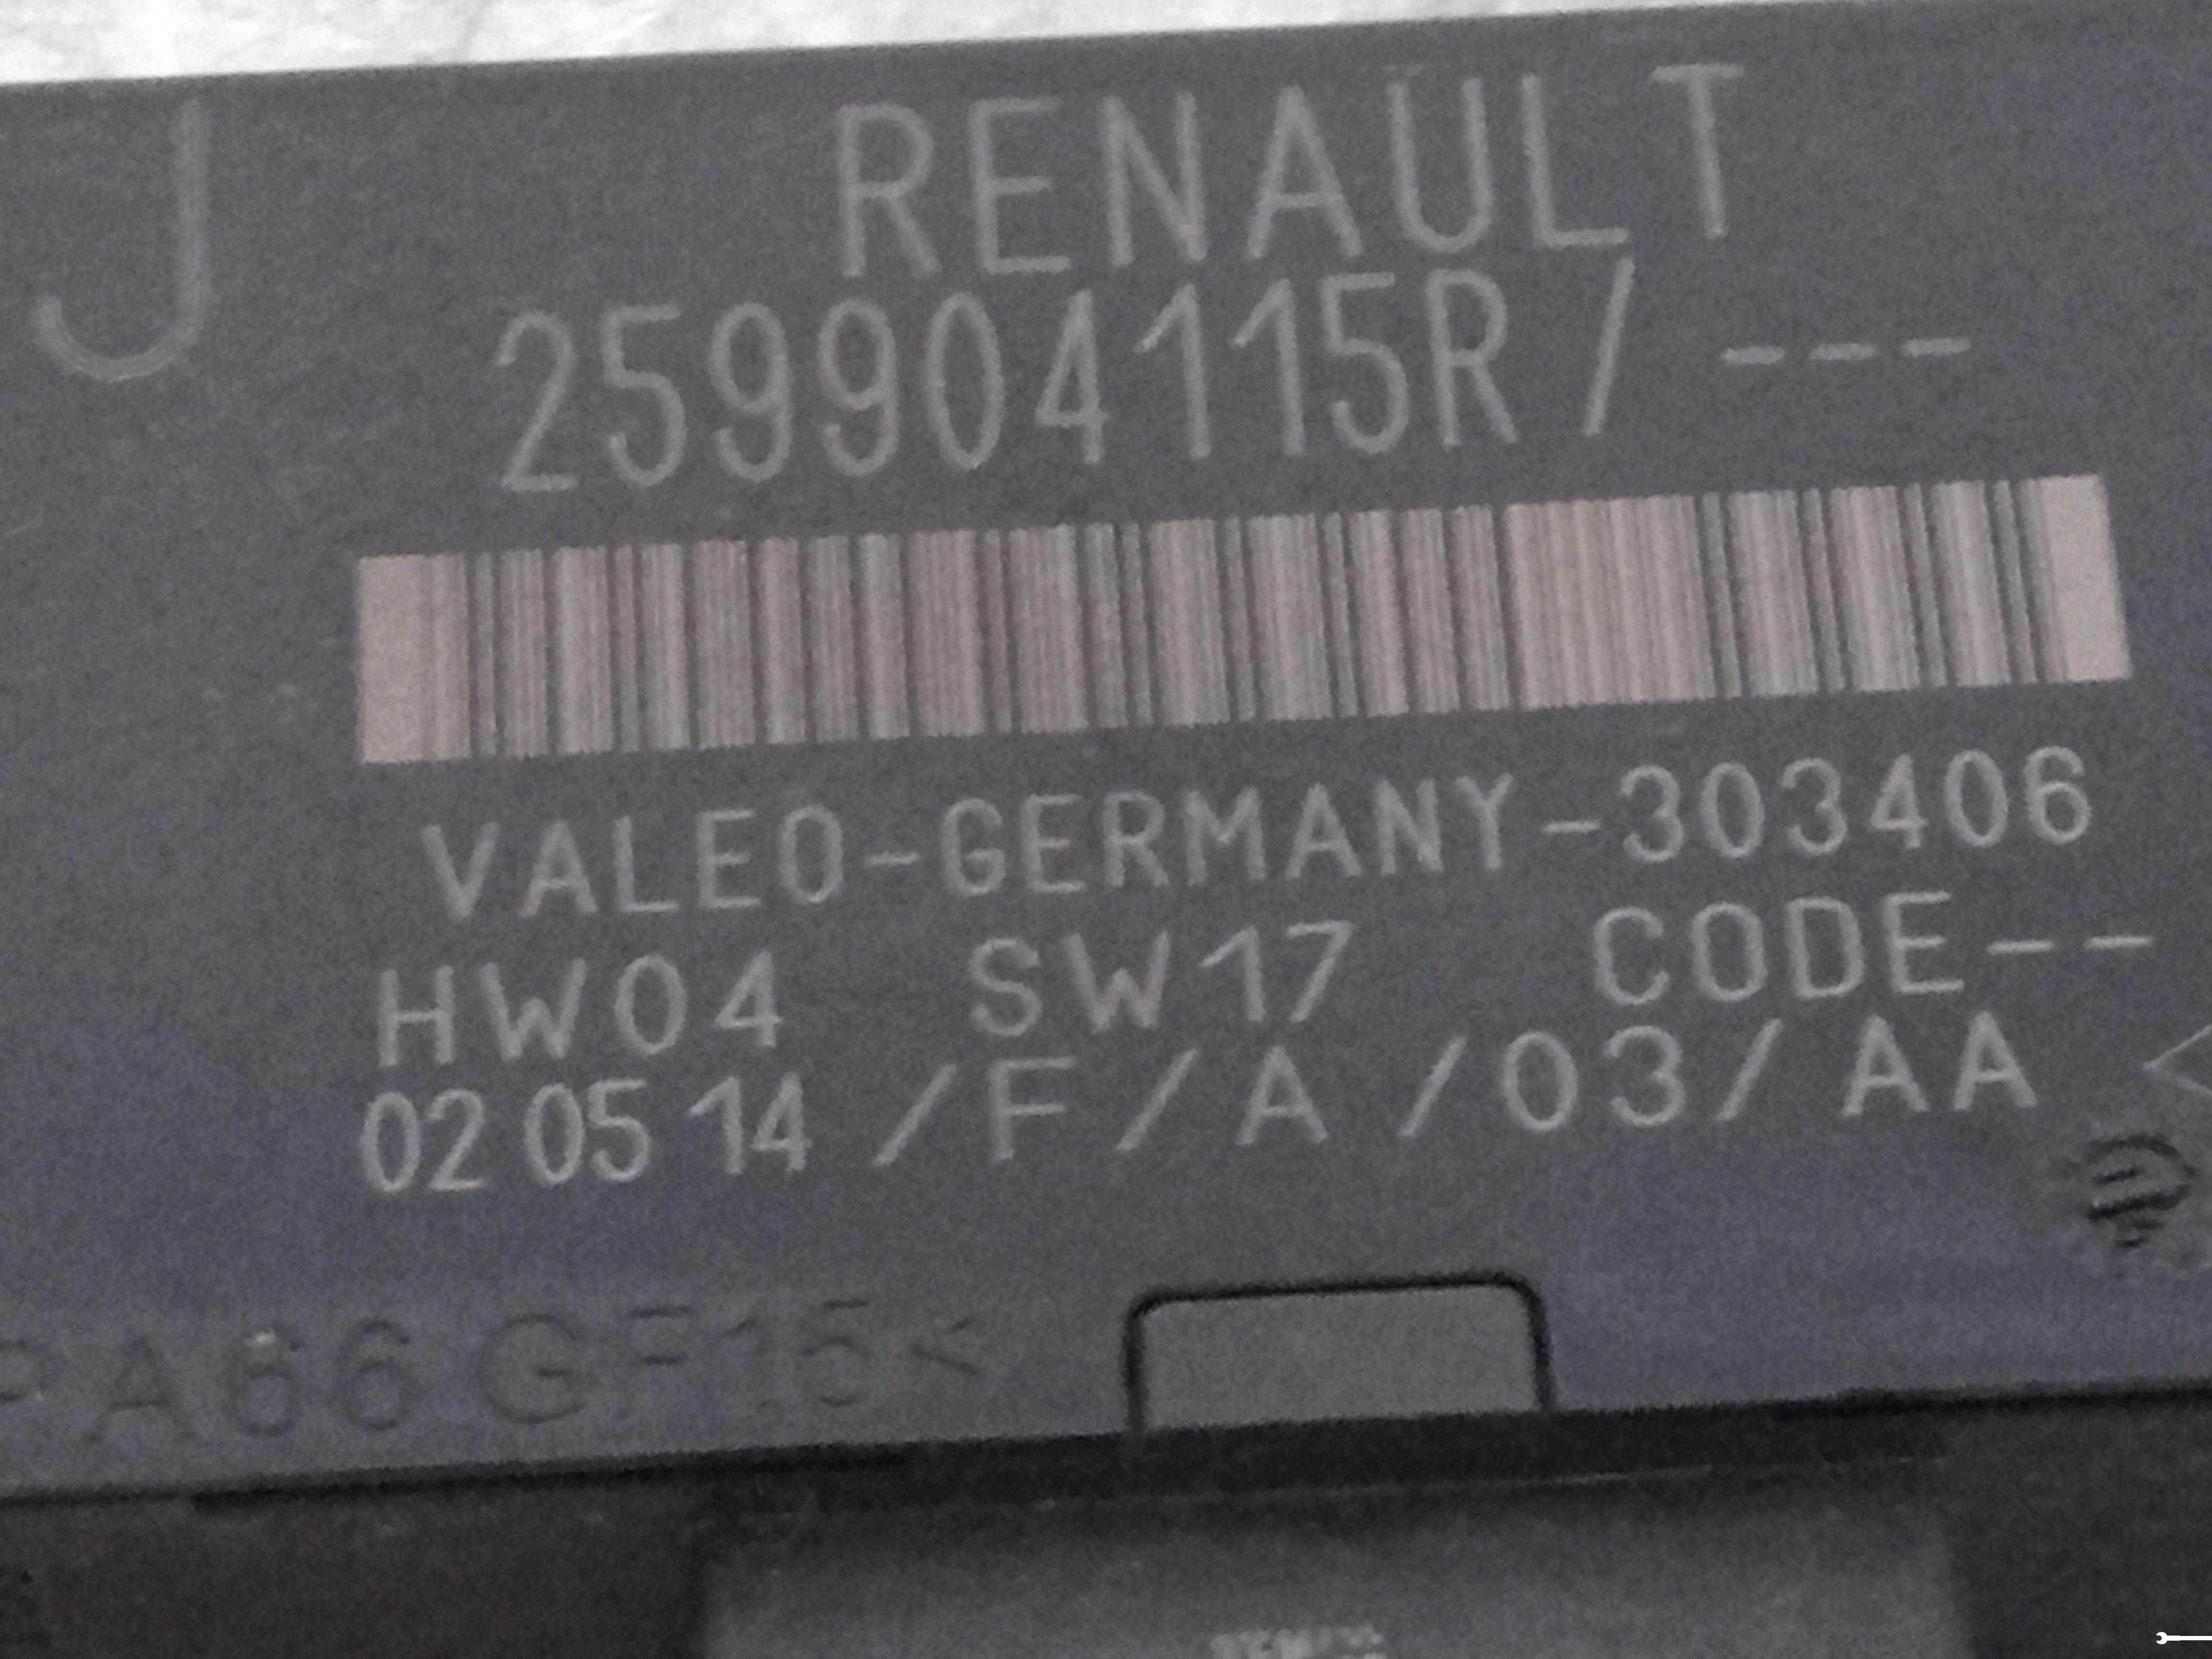 J
RENAULT
259904115R / ---
VALEO-GERMANY-303406
HW04 SW17 CODE--
02 05 14 /F/A /03/ AA <
PA66 GF15<